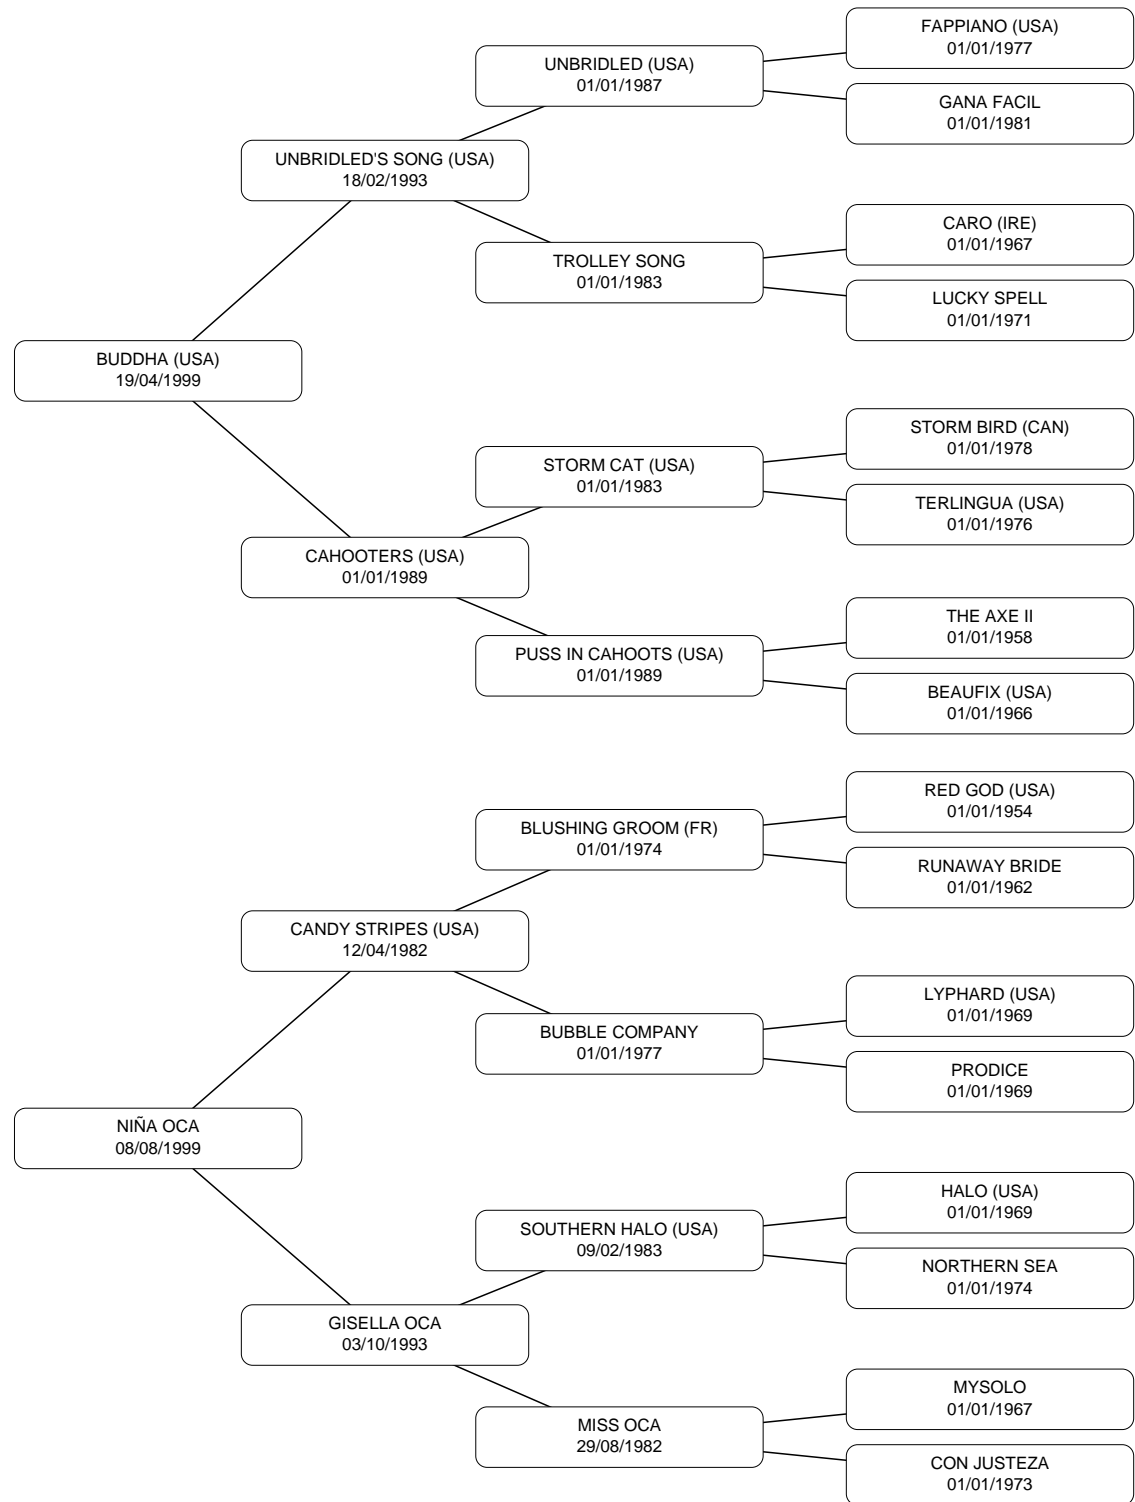 FAPPIANO (USA)
01/01/1977
UNBRIDLED (USA)
01/01/1987
GANA FACIL
01/01/1981
UNBRIDLED'S SONG (USA)
18/02/1993
CARO (IRE)
01/01/1967
TROLLEY SONG
01/01/1983
LUCKY SPELL
01/01/1971
BUDDHA (USA)
19/04/1999
STORM BIRD (CAN)
01/01/1978
STORM CAT (USA)
01/01/1983
TERLINGUA (USA)
01/01/1976
CAHOOTERS (USA)
01/01/1989
THE AXE II
01/01/1958
PUSS IN CAHOOTS (USA)
01/01/1989
BEAUFIX (USA)
01/01/1966
RED GOD (USA)
01/01/1954
BLUSHING GROOM (FR)
01/01/1974
RUNAWAY BRIDE
01/01/1962
CANDY STRIPES (USA)
12/04/1982
LYPHARD (USA)
01/01/1969
BUBBLE COMPANY
01/01/1977
PRODICE
01/01/1969
NIÑA OCA
08/08/1999
HALO (USA)
01/01/1969
SOUTHERN HALO (USA)
09/02/1983
NORTHERN SEA
01/01/1974
GISELLA OCA
03/10/1993
MYSOLO
01/01/1967
MISS OCA
29/08/1982
CON JUSTEZA
01/01/1973